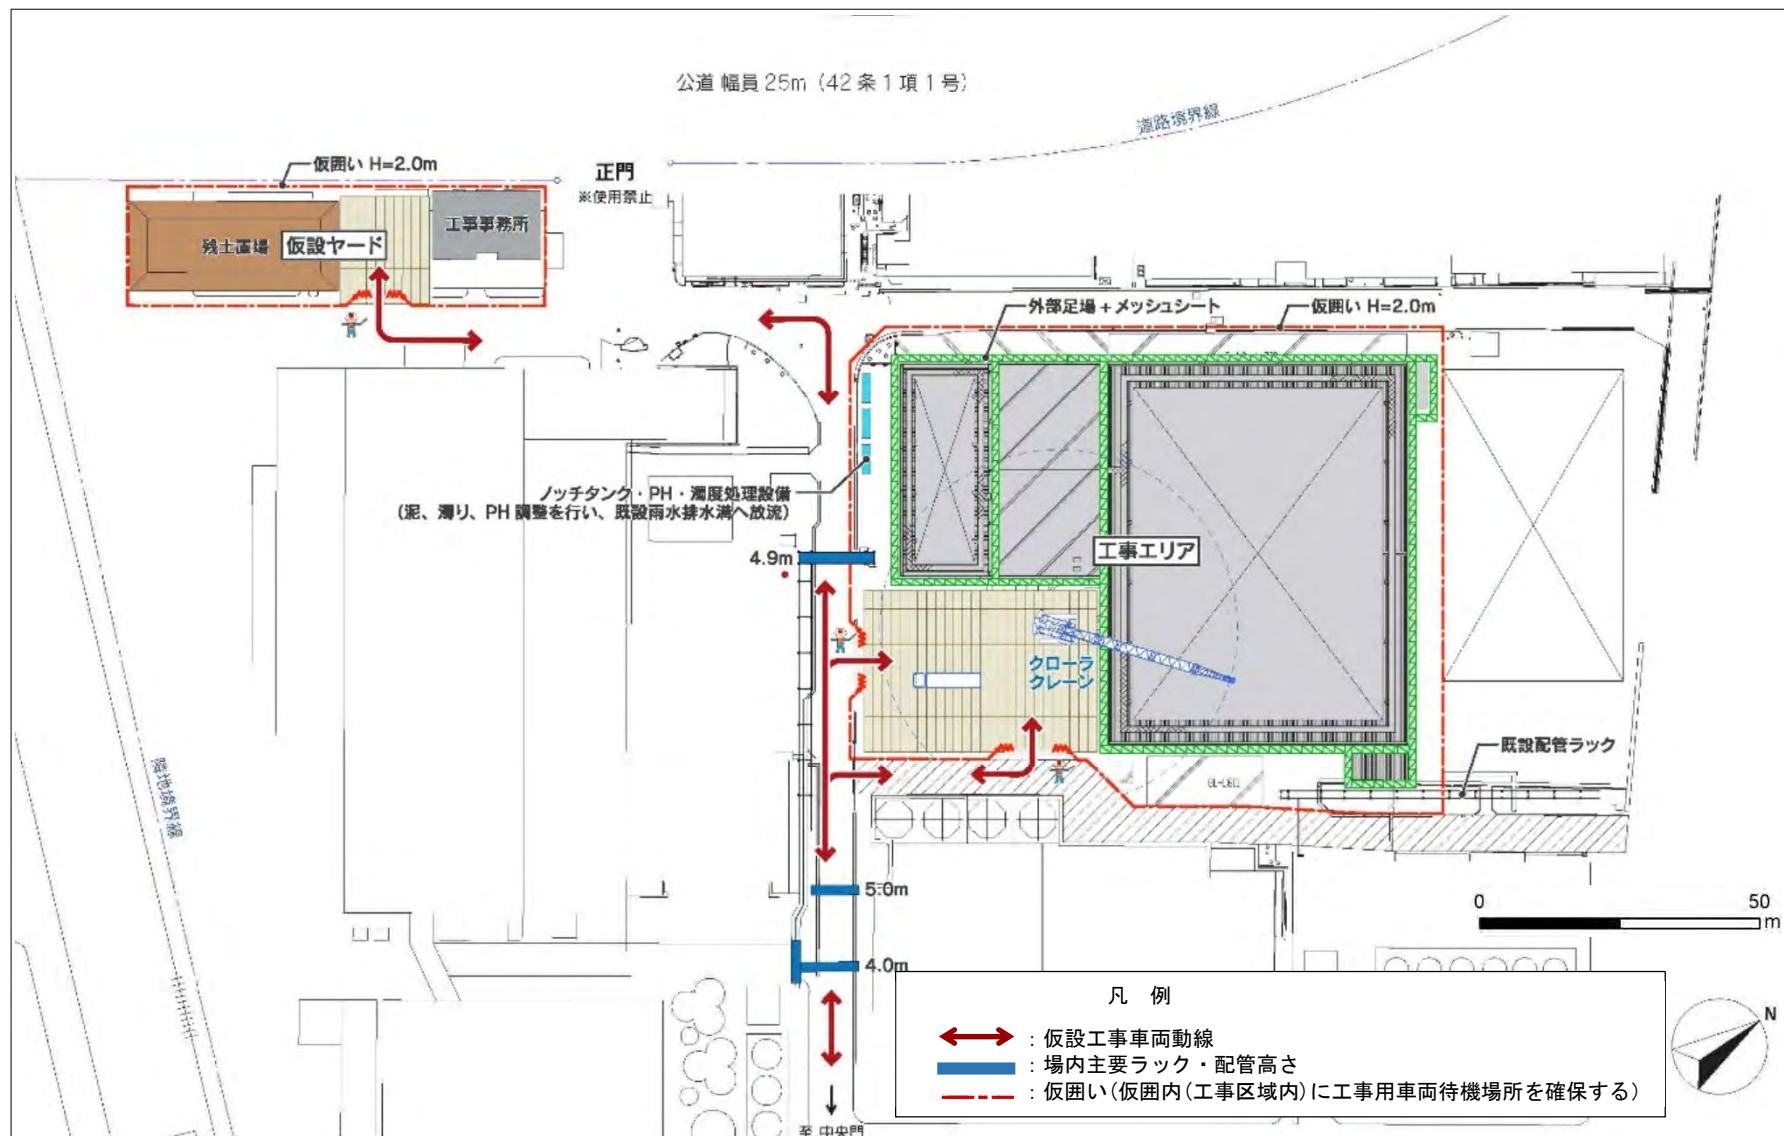 公道 幅員 25m (42 条 1 項 1 号)
道路境界線
仮囲い H=2.0m
正門
※使用禁止
工事事務所
残土置場
仮設ヤード
外部足場+メッシュシート
仮囲い H=2.0m
ノッチタンク・PH・濁度処理設備
(泥、濁り、PH 調整を行い、既設雨水排水溝へ放流)
4.9m
工事エリア
クローラ
クレーン
既設配管ラック
隣地境界線
5.0m
4.0m
0
50
m
凡 例
: 仮設工事車両動線
: 場内主要ラック・配管高さ
: 仮囲い(仮囲内(工事区域内)に工事用車両待機場所を確保する)
N
至 中央門